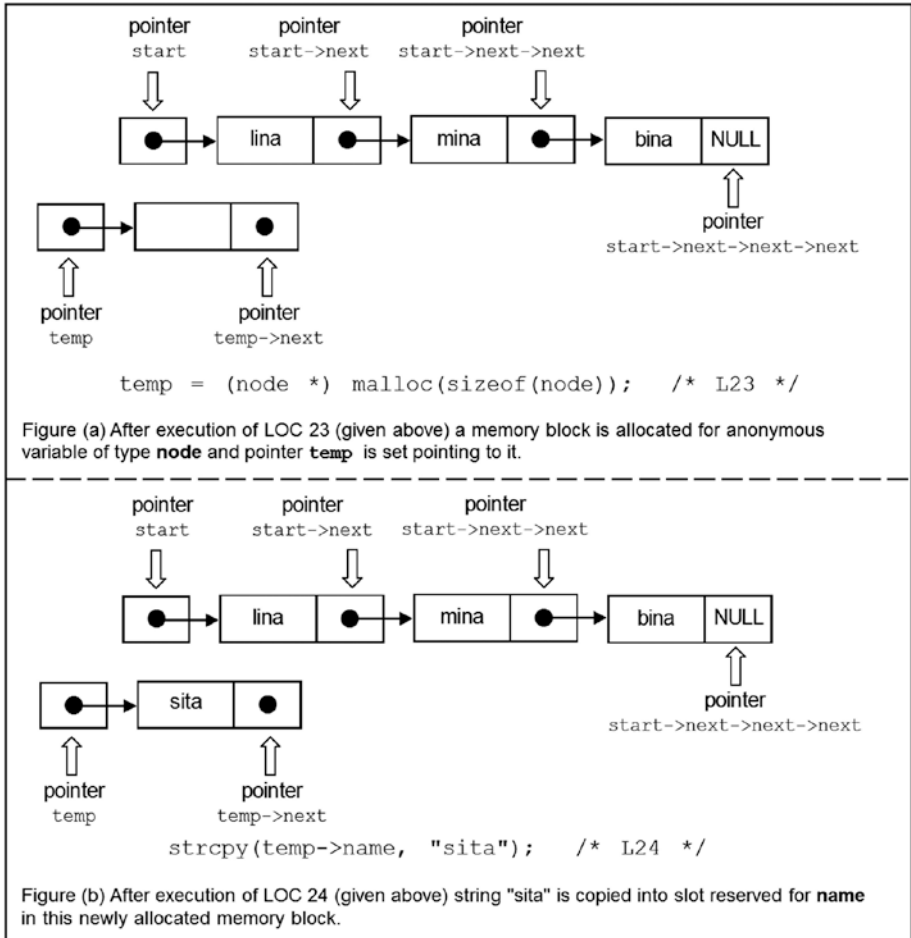 pointer pointer pointer
start start->next start->next->next
lina mina bina NULL
pointer
start->next->next->next
pointer pointer
temp temp->next
temp = (node *) malloc(sizeof(node)); /* L23 */
Figure (a) After execution of LOC 23 (given above) a memory block is allocated for anonymous
variable of type node and pointer temp is set pointing to it.
pointer pointer pointer
start start->next start->next->next
lina mina bina NULL
sita
pointer
start->next->next->next
pointer pointer
temp temp->next
strcpy(temp->name, "sita"); /* L24 */
Figure (b) After execution of LOC 24 (given above) string "sita" is copied into slot reserved for name
in this newly allocated memory block.